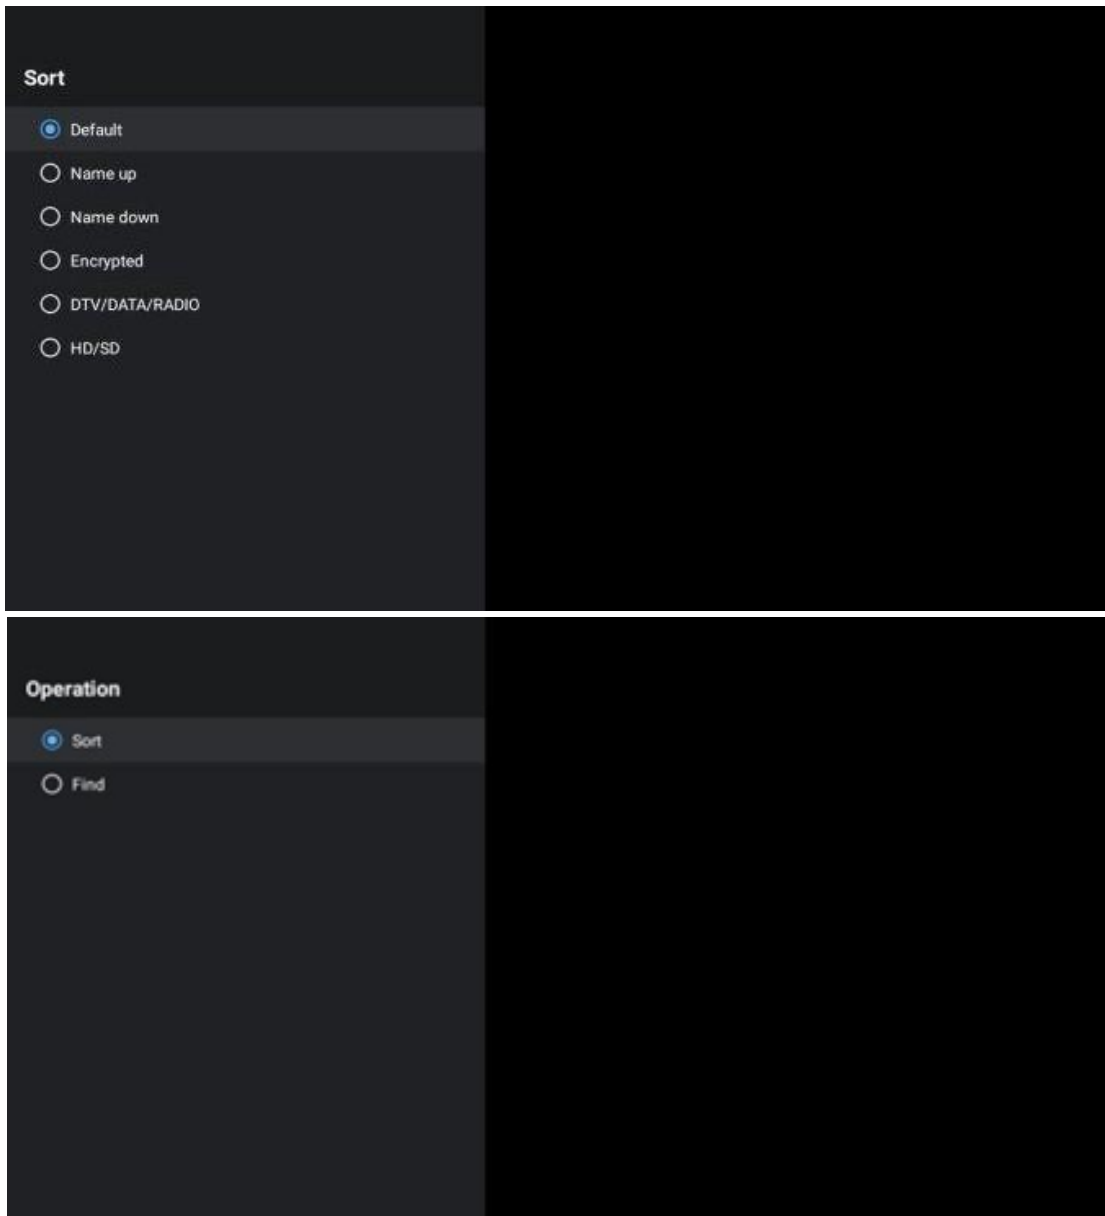 Sort
Default
Name up
Name down
Encrypted
DTV/DATA/RADIO
HD/SD
Operation
Sort
Find